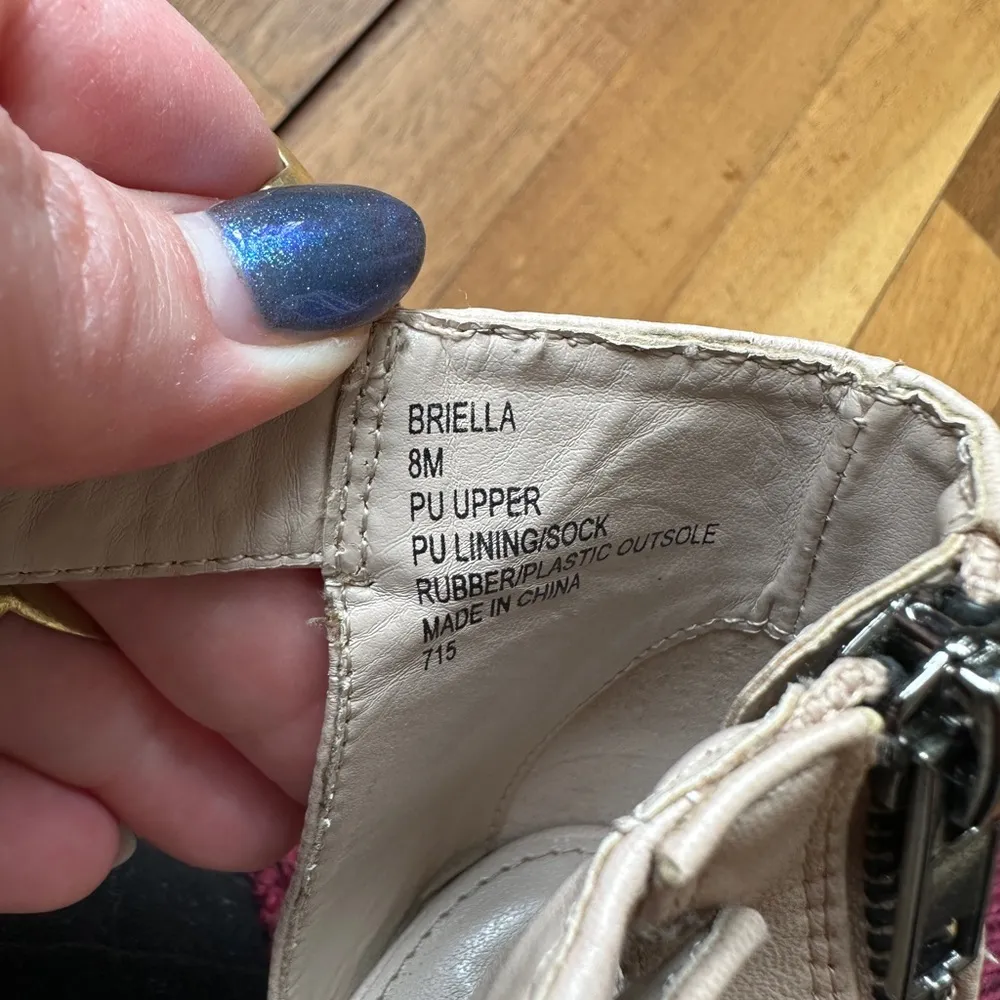 BRIELLA
8M
PU UPPER
PU LINING/SOCK
RUBBER/PLASTIC OUTSOLE
MADE IN CHINA
715